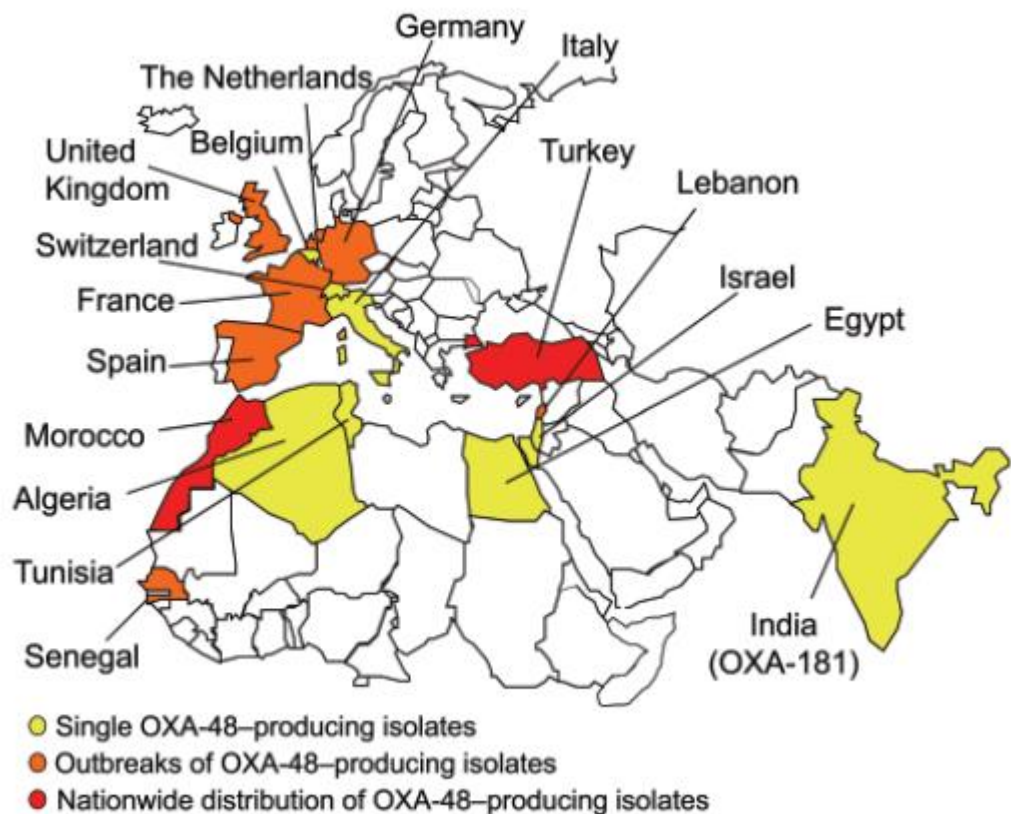 Germany
Italy
The Netherlands
Belgium
United
Kingdom
Turkey
Lebanon
Switzerland
Israel
France
Egypt
Spain
Morocco
Algeria
Tunisia
Senegal
India
(OXA-181)
Single OXA-48–producing isolates
Outbreaks of OXA-48–producing isolates
Nationwide distribution of OXA-48–producing isolates